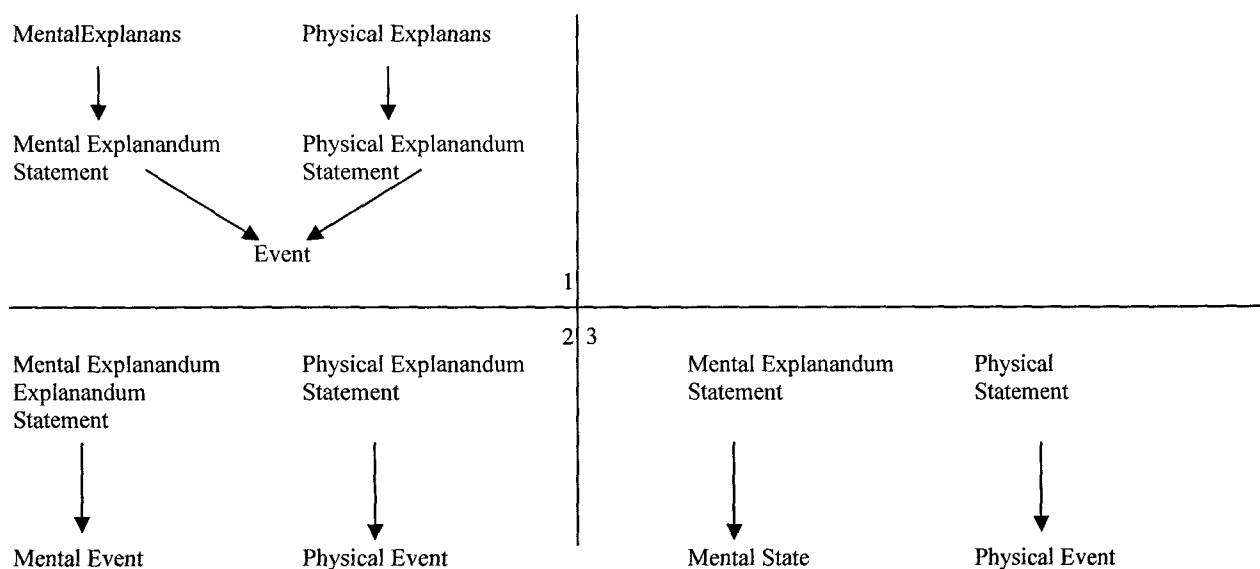 MentalExplanans
Physical Explanans
Mental Explanandum
Statement
Physical Explanandum
Statement
Event
1
2
3
Mental Explanandum
Explanandum
Statement
Physical Explanandum
Statement
Mental Event
Physical Event
Mental Explanandum
Statement
Physical
Statement
Mental State
Physical Event